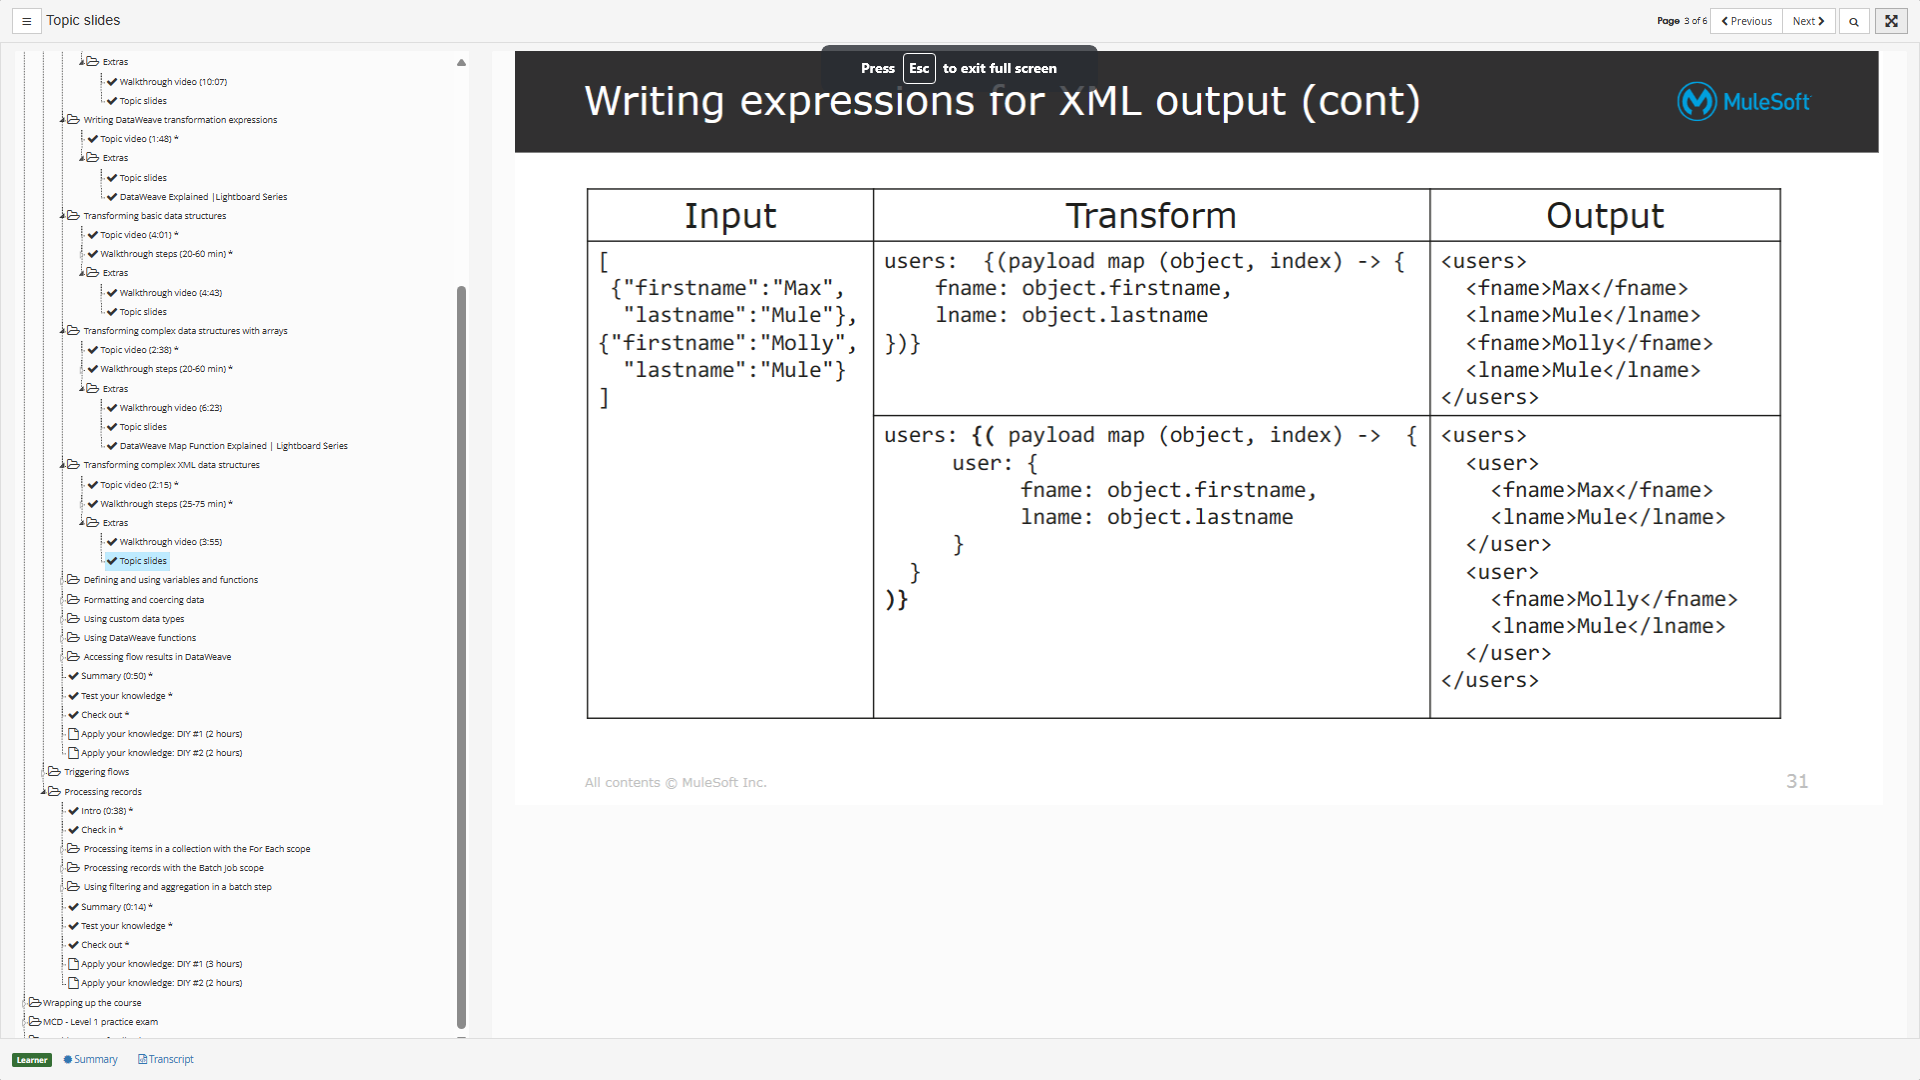 Topic slides
Page 3 of 6 Previous Next
Press Esc to exit full screen
Extras
Walkthrough video (10:07)
Topic slides
Writing DataWeave transformation expressions
Topic video (1:48) *
Extras
Topic slides
DataWeave Explained |Lightboard Series
Transforming basic data structures
Topic video (4:01) *
Walkthrough steps (20-60 min) *
Extras
Walkthrough video (4:43)
Topic slides
Transforming complex data structures with arrays
Topic video (2:38) *
Walkthrough steps (20-60 min) *
Extras
Walkthrough video (6:23)
Topic slides
DataWeave Map Function Explained | Lightboard Series
Transforming complex XML data structures
Topic video (2:15) *
Walkthrough steps (25-75 min) *
Extras
Walkthrough video (3:55)
Topic slides
Defining and using variables and functions
Formatting and coercing data
Using custom data types
Using DataWeave functions
Accessing flow results in DataWeave
Summary (0:50) *
Test your knowledge *
Check out *
Apply your knowledge: DIY #1 (2 hours)
Apply your knowledge: DIY #2 (2 hours)
Triggering flows
Processing records
Intro (0:38) *
Check in *
Processing items in a collection with the For Each scope
Processing records with the Batch Job scope
Using filtering and aggregation in a batch step
Summary (0:14) *
Test your knowledge *
Check out *
Apply your knowledge: DIY #1 (3 hours)
Apply your knowledge: DIY #2 (2 hours)
Wrapping up the course
MCD - Level 1 practice exam
Writing expressions for XML output (cont)
MuleSoft
Input
[
{"firstname":"Max",
"lastname":"Mule"},
{"firstname":"Molly",
"lastname":"Mule"}
]
Transform
users: {(payload map (object, index) -> {
fname: object.firstname,
lname: object.lastname
})}
users: {( payload map (object, index) -> {
user: {
fname: object.firstname,
lname: object.lastname
}
}
)}
Output
<users>
<fname>Max</fname>
<lname>Mule</lname>
<fname>Molly</fname>
<lname>Mule</lname>
</users>
<users>
<user>
<fname>Max</fname>
<lname>Mule</lname>
</user>
<user>
<fname>Molly</fname>
<lname>Mule</lname>
</user>
</users>
All contents © MuleSoft Inc.
31
Learner Summary Transcript